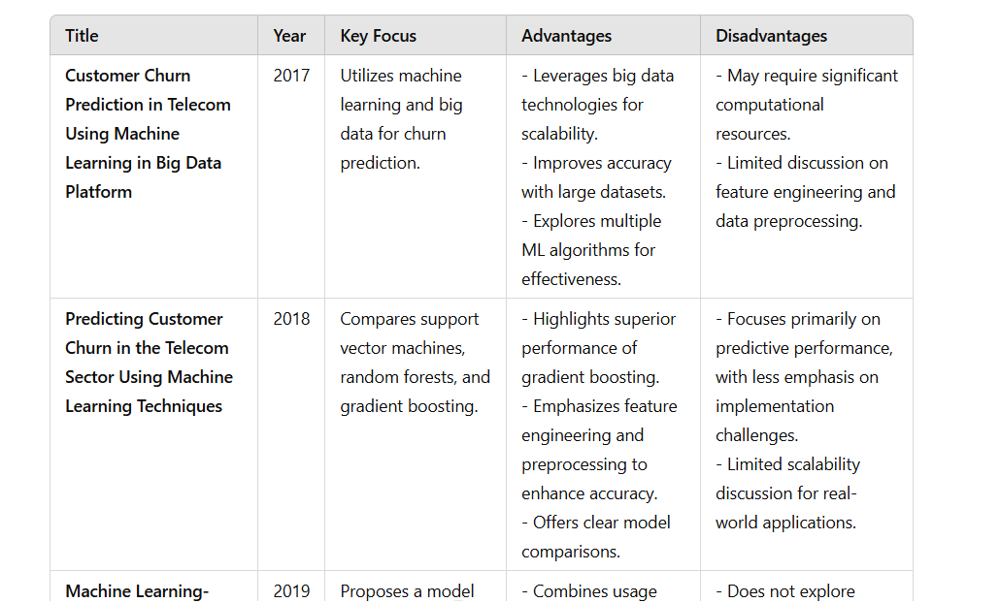 Title Year Key Focus Advantages Disadvantages
Customer Churn
Prediction in Telecom
Using Machine
Learning in Big Data
Platform
2017
Utilizes machine
learning and big
data for churn
prediction.
- Leverages big data
technologies for
scalability.
- Improves accuracy
with large datasets.
- Explores multiple
ML algorithms for
effectiveness.
- May require significant
computational
resources.
- Limited discussion on
feature engineering and
data preprocessing.
Predicting Customer
Churn in the Telecom
Sector Using Machine
Learning Techniques
2018
Compares support
vector machines,
random forests, and
gradient boosting.
- Highlights superior
performance of
gradient boosting.
- Emphasizes feature
engineering and
preprocessing to
enhance accuracy.
- Offers clear model
comparisons.
- Focuses primarily on
predictive performance,
with less emphasis on
implementation
challenges.
- Limited scalability
discussion for real-
world applications.
Machine Learning-
2019
Proposes a model
- Combines usage
- Does not explore